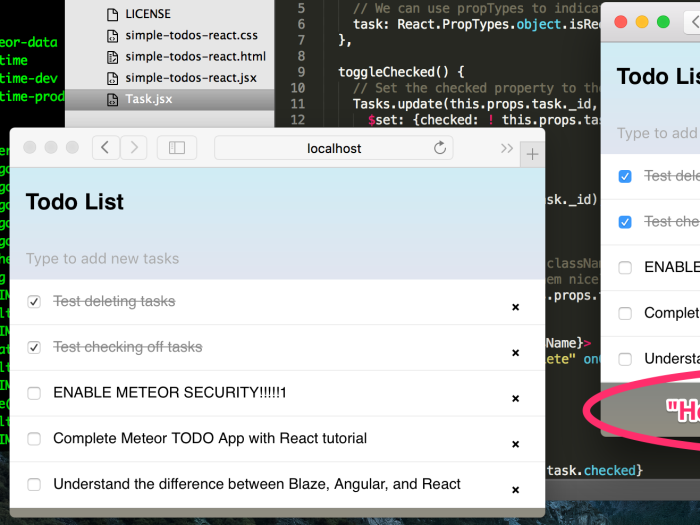 eor-data
time
time-dev
time-prod
LICENSE
simple-todos-react.css
simple-todos-react.html
simple-todos-react.jsx
Task.jsx
5 // We can use propTypes to indica
6 task: React.PropTypes.object.isRe
7 },
8
9 toggleChecked() {
10 // Set the checked property to the
11 Tasks.update(this.props.task._id,
12 $set: {checked: ! this.props.tas
sk._id)
className
em nice
.props.t
Name}>
ete" on
task.checked}
localhost
Todo List
Type to add new tasks
Test deleting tasks
Test checking off tasks
ENABLE METEOR SECURITY!!!!!1
Complete Meteor TODO App with React tutorial
Understand the difference between Blaze, Angular, and React
Todo Lis
Type to add
Test dele
Test che
ENABLE
Complet
Understa
"He